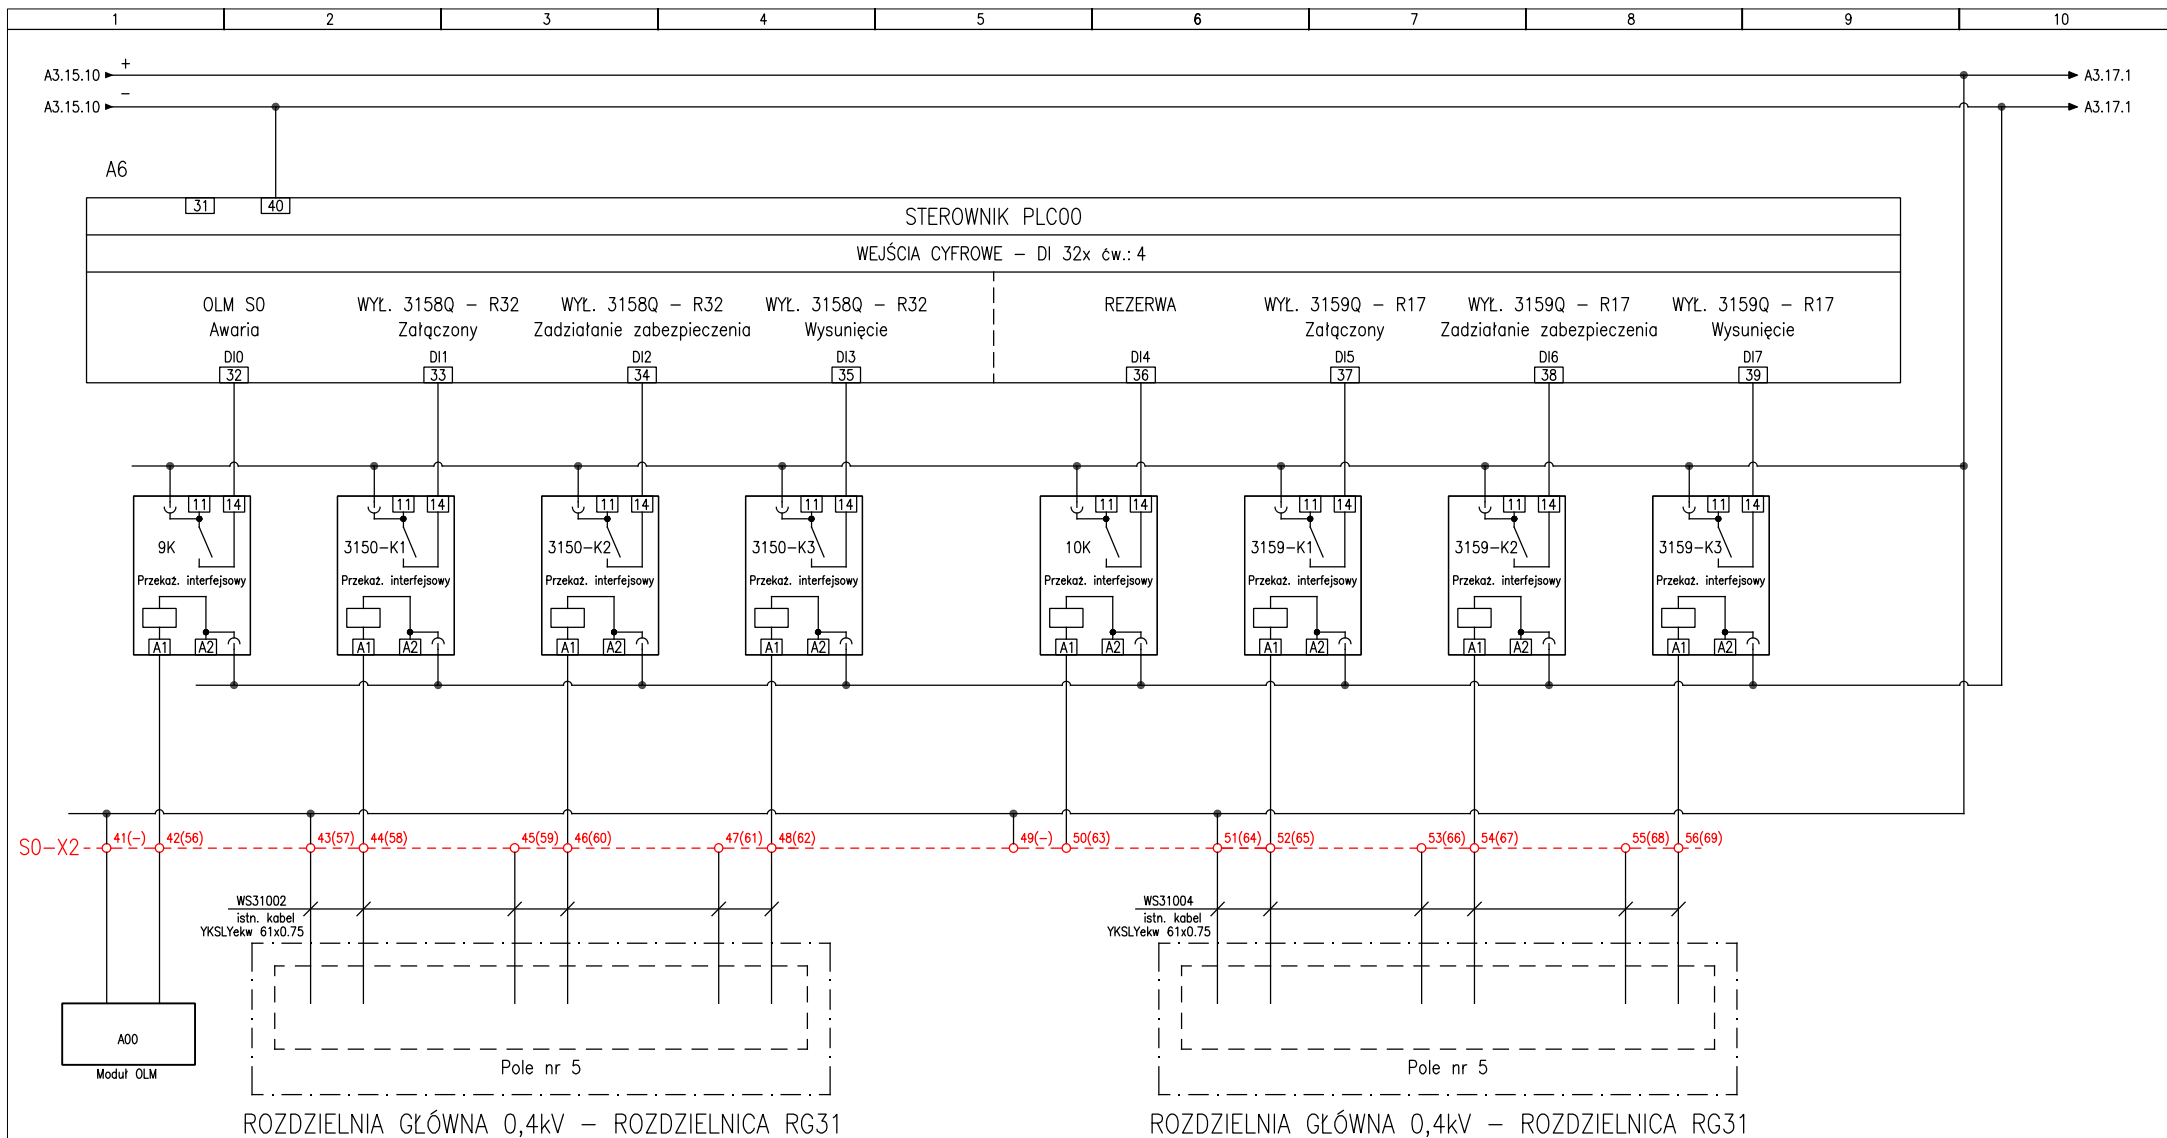 1 2 3 4 5 6 7 8 9 10
A3.15.10 + A3.17.1
A3.15.10 − A3.17.1
A6
31 40
STEROWNIK PLC00
WEJŚCIA CYFROWE – DI 32x ćw.: 4
OLM S0 WYŁ. 3158Q – R32 WYŁ. 3158Q – R32 WYŁ. 3158Q – R32 REZERWA WYŁ. 3159Q – R17 WYŁ. 3159Q – R17 WYŁ. 3159Q – R17
Awaria Załączony Zadziałanie zabezpieczenia Wysunięcie Załączony Zadziałanie zabezpieczenia Wysunięcie
DI0 DI1 DI2 DI3 DI4 DI5 DI6 DI7
32 33 34 35 36 37 38 39
11 14 11 14 11 14 11 14 11 14 11 14 11 14 11 14
9K 3150–K1 3150–K2 3150–K3 10K 3159–K1 3159–K2 3159–K3
Przekaź. interfejsowy Przekaź. interfejsowy Przekaź. interfejsowy Przekaź. interfejsowy Przekaź. interfejsowy Przekaź. interfejsowy Przekaź. interfejsowy Przekaź. interfejsowy
A1 A2 A1 A2 A1 A2 A1 A2 A1 A2 A1 A2 A1 A2 A1 A2
S0–X2 41(–) 42(56) 43(57) 44(58) 45(59) 46(60) 47(61) 48(62) 49(–) 50(63) 51(64) 52(65) 53(66) 54(67) 55(68) 56(69)
WS31002 WS31004
istn. kabel istn. kabel
YKSLYekw 61x0.75 YKSLYekw 61x0.75
A00
Moduł OLM
Pole nr 5 Pole nr 5
ROZDZIELNIA GŁÓWNA 0,4kV – ROZDZIELNICA RG31 ROZDZIELNIA GŁÓWNA 0,4kV – ROZDZIELNICA RG31